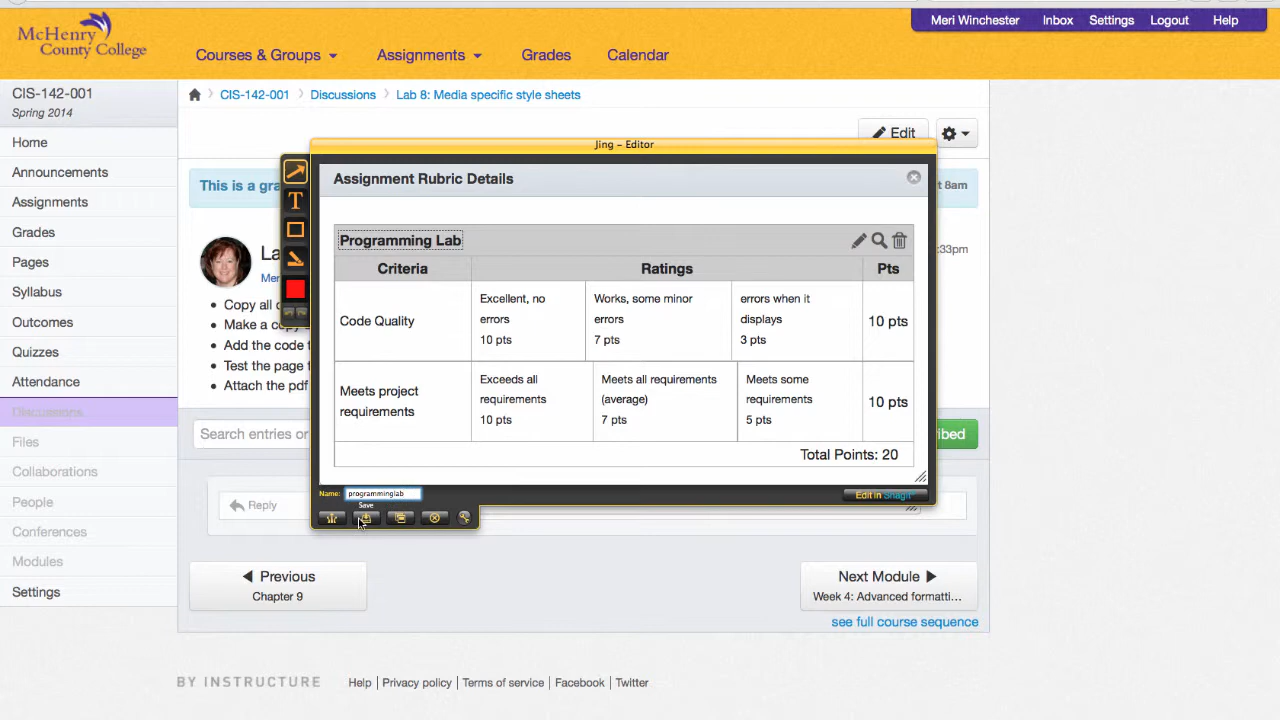 McHenry
County College
Courses & Groups
Assignments
Grades
Calendar
Meri Winchester
Inbox
Settings
Logout
Help
CIS-142-001
Spring 2014
CIS-142-001
Discussions
Lab 8: Media specific style sheets
Home
Announcements
Assignments
Grades
Pages
Syllabus
Outcomes
Quizzes
Attendance
Discussions
Files
Collaborations
People
Conferences
Modules
Settings
Edit
This is a gra
t 8am
La
Mer
:33pm
Copy all c
Make a copy
Add the code t
Test the page f
Attach the pdf
Search entries or
ibed
Reply
Jing – Editor
T
Assignment Rubric Details
Programming Lab
Criteria
Ratings
Pts
Code Quality
Excellent, no
errors
10 pts
Works, some minor
errors
7 pts
errors when it
displays
3 pts
10 pts
Meets project
requirements
Exceeds all
requirements
10 pts
Meets all requirements
(average)
7 pts
Meets some
requirements
5 pts
10 pts
Total Points: 20
Name: programminglab
Save
Edit in Snagit
Previous
Chapter 9
Next Module
Week 4: Advanced formatti...
see full course sequence
BY INSTRUCTURE
Help | Privacy policy | Terms of service | Facebook | Twitter